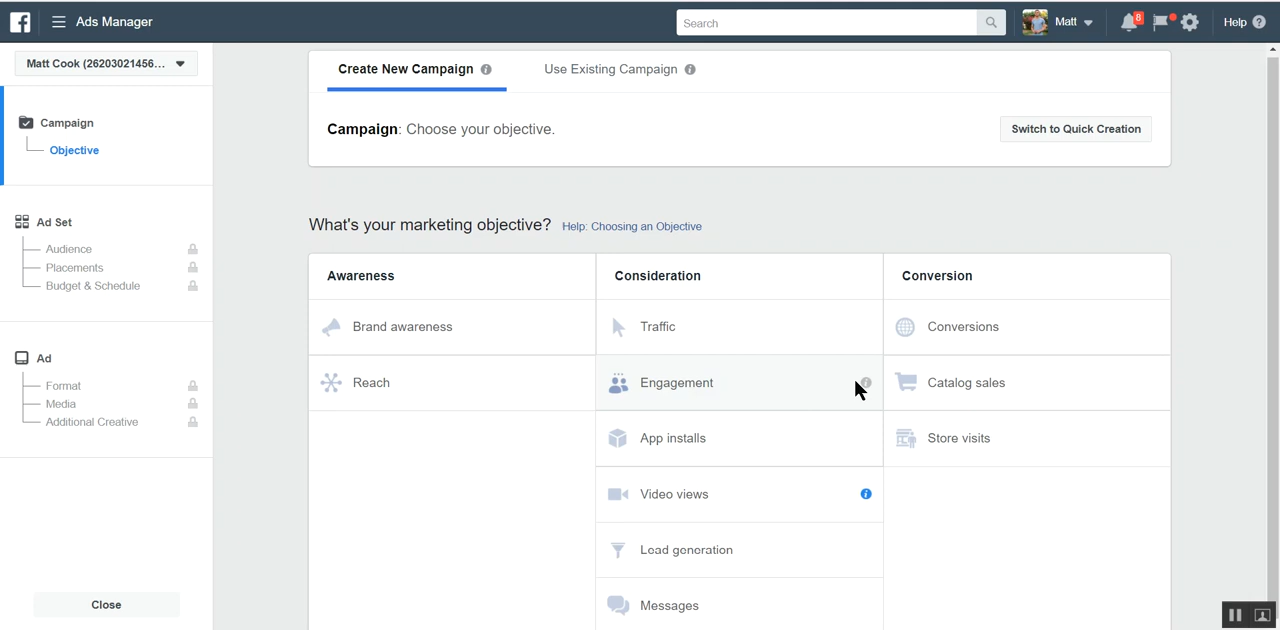 Ads Manager
Search
Matt
8
Help
Matt Cook (26203021456...
Campaign
Objective
Ad Set
Audience
Placements
Budget & Schedule
Ad
Format
Media
Additional Creative
Close
Create New Campaign
Use Existing Campaign
Campaign: Choose your objective.
Switch to Quick Creation
What's your marketing objective? Help: Choosing an Objective
Awareness
Brand awareness
Reach
Consideration
Traffic
Engagement
App installs
Video views
Lead generation
Messages
Conversion
Conversions
Catalog sales
Store visits